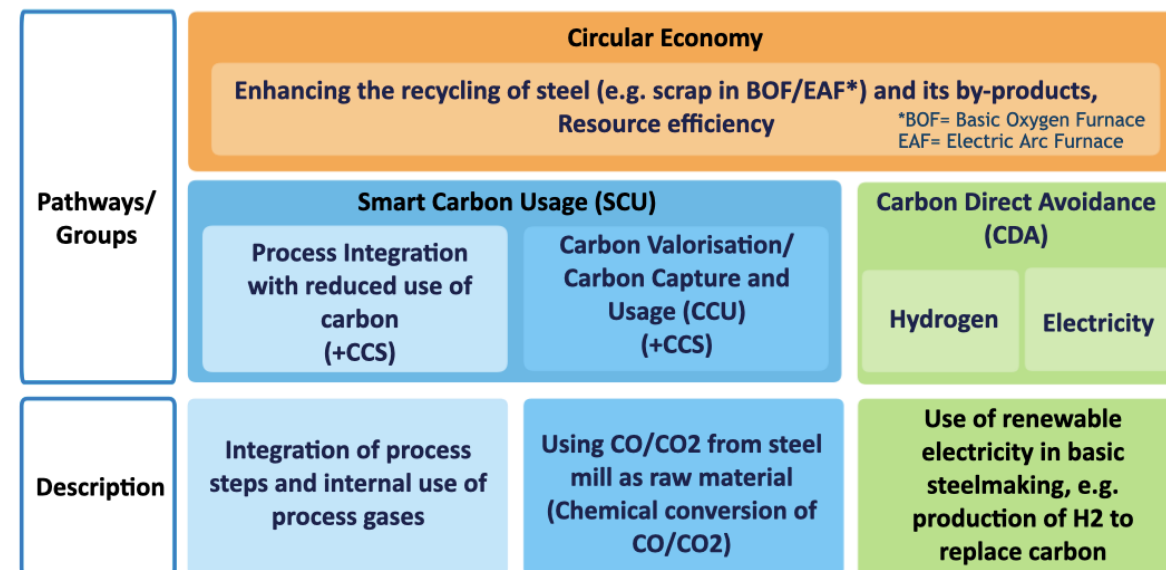 Circular Economy
Enhancing the recycling of steel (e.g. scrap in BOF/EAF*) and its by-products,
Resource efficiency
*BOF= Basic Oxygen Furnace
EAF= Electric Arc Furnace
Pathways/
Groups
Smart Carbon Usage (SCU)
Process Integration
with reduced use of
carbon
(+CCS)
Carbon Valorisation/
Carbon Capture and
Usage (CCU)
(+CCS)
Carbon Direct Avoidance
(CDA)
Hydrogen
Electricity
Description
Integration of process
steps and internal use of
process gases
Using CO/CO2 from steel
mill as raw material
(Chemical conversion of
CO/CO2)
Use of renewable
electricity in basic
steelmaking, e.g.
production of H2 to
replace carbon